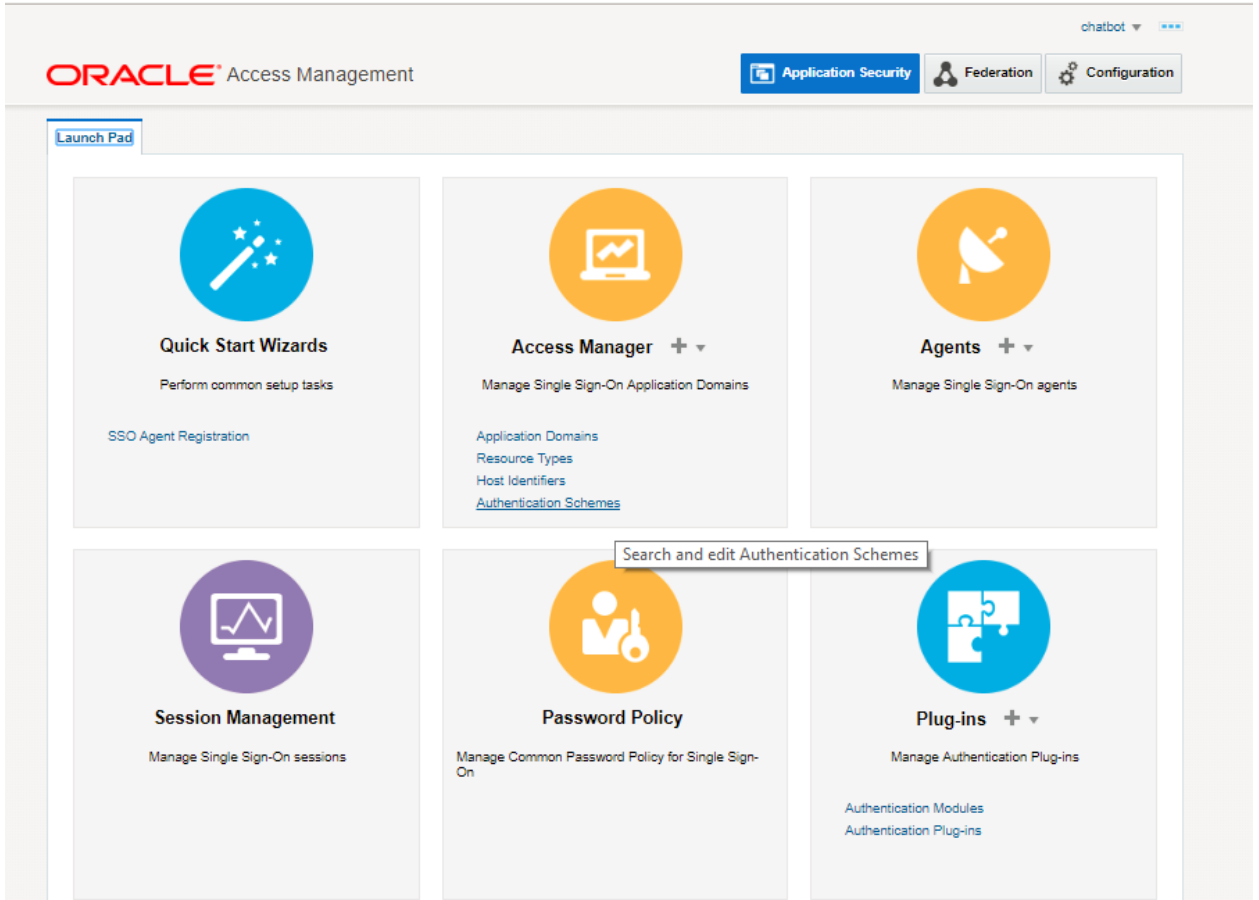 chatbot
ORACLE® Access Management
Application Security
Federation
Configuration
Launch Pad
Quick Start Wizards
Perform common setup tasks
SSO Agent Registration
Access Manager
Manage Single Sign-On Application Domains
Application Domains
Resource Types
Host Identifiers
Authentication Schemes
Agents
Manage Single Sign-On agents
Search and edit Authentication Schemes
Session Management
Manage Single Sign-On sessions
Password Policy
Manage Common Password Policy for Single Sign-
On
Plug-ins
Manage Authentication Plug-ins
Authentication Modules
Authentication Plug-ins